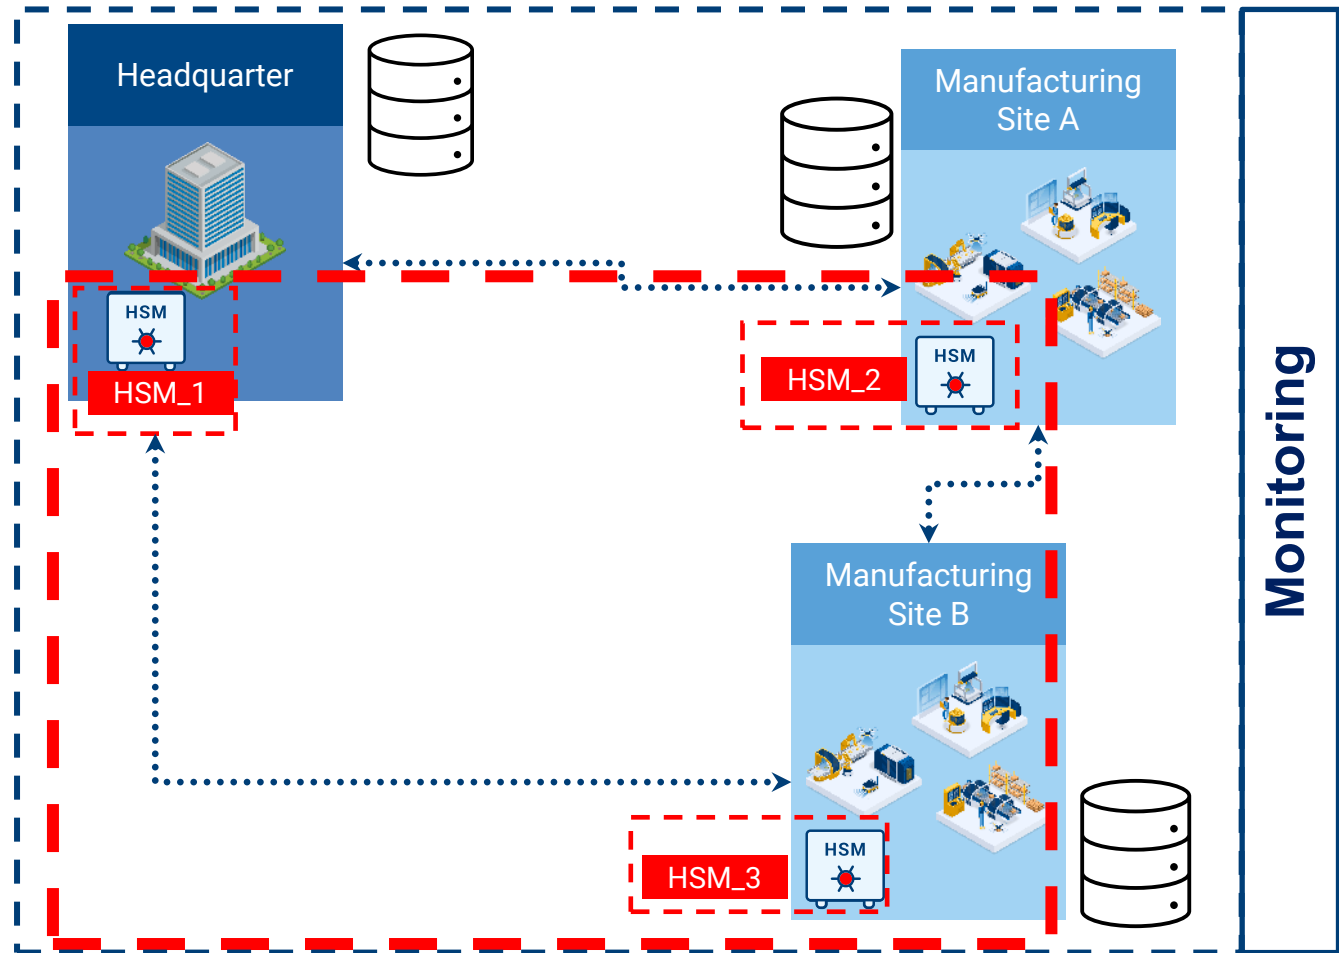 Headquarter
Manufacturing
Site A
HSM
HSM_1
HSM_2
HSM
Monitoring
Manufacturing
Site B
HSM_3
HSM